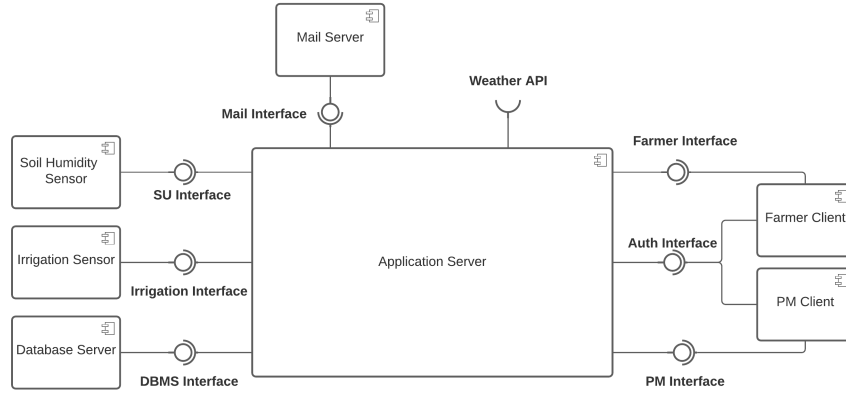 Mail Server
Weather API
Mail Interface
Farmer Interface
Soil Humidity
Sensor
SU Interface
Farmer Client
Auth Interface
Irrigation Sensor
Application Server
Irrigation Interface
PM Client
Database Server
DBMS Interface
PM Interface